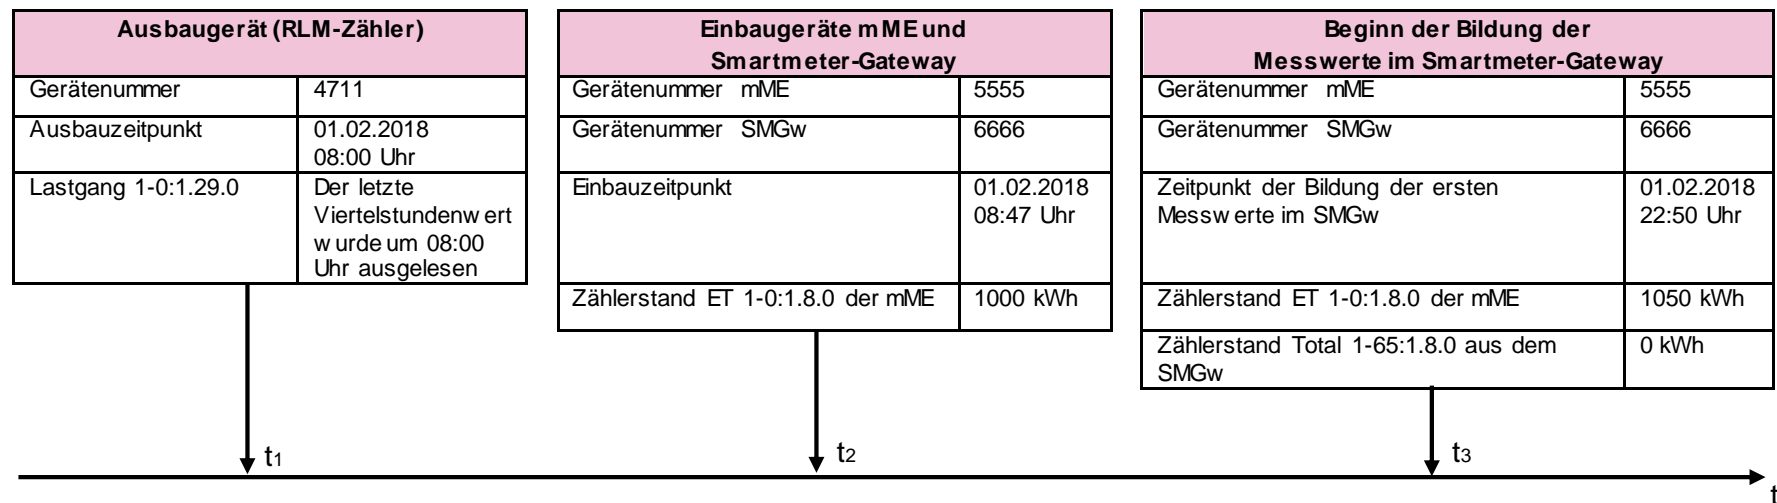 Ausbaugerät (RLM-Zähler)
Gerätenummer 4711
Ausbauzeitpunkt 01.02.2018
08:00 Uhr
Lastgang 1-0:1.29.0 Der letzte
Viertelstundenwert
wurde um 08:00
Uhr ausgelesen
t1
Einbaugeräte mME und
Smartmeter-Gateway
Gerätenummer mME 5555
Gerätenummer SMGw 6666
Einbauzeitpunkt 01.02.2018
08:47 Uhr
Zählerstand ET 1-0:1.8.0 der mME 1000 kWh
t2
Beginn der Bildung der
Messwerte im Smartmeter-Gateway
Gerätenummer mME 5555
Gerätenummer SMGw 6666
Zeitpunkt der Bildung der ersten 01.02.2018
Messwerte im SMGw 22:50 Uhr
Zählerstand ET 1-0:1.8.0 der mME 1050 kWh
Zählerstand Total 1-65:1.8.0 aus dem 0 kWh
SMGw
t3
t